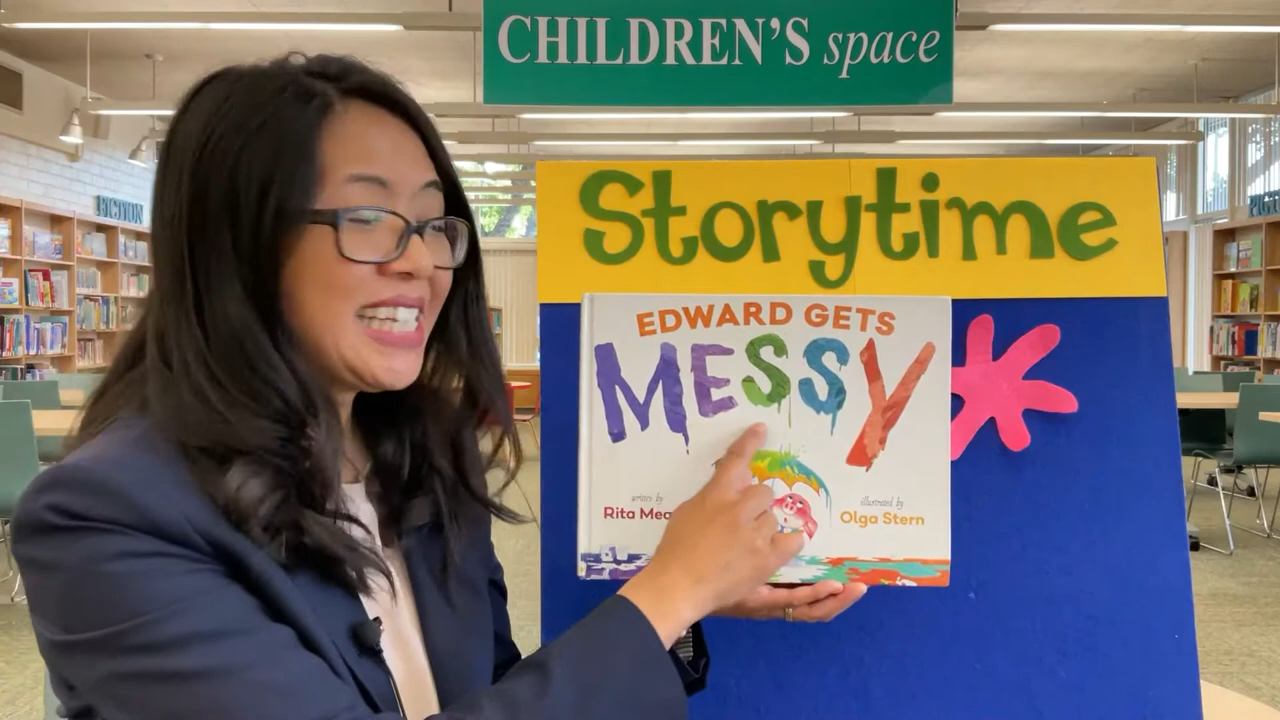 CHILDREN'S space
FICTION
Storytime
EDWARD GETS
MESSY
written by
Rita
illustrated by
Olga Stern